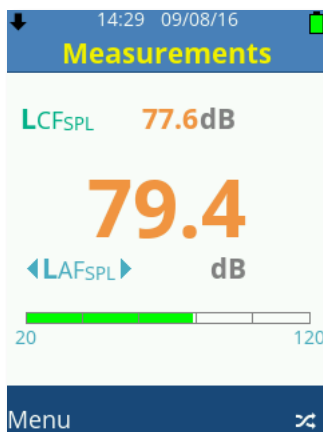 14:29 09/08/16
Measurements
LCFSPL 77.6dB
79.4
LAFSPL dB
20 120
Menu